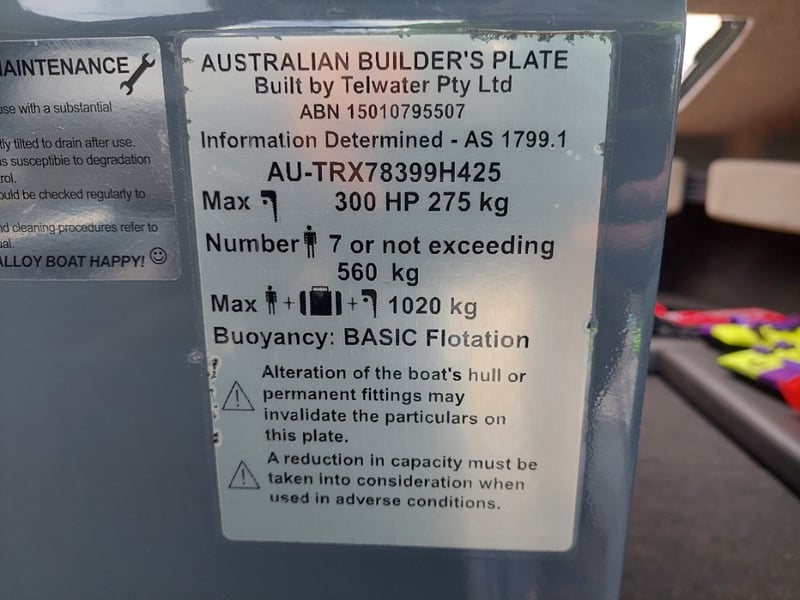 MAINTENANCE
use with a substantial
tly tilted to drain after use.
is susceptible to degradation
rol.
ould be checked regularly to
nd cleaning procedures refer to
ual.
ALLOY BOAT HAPPY!
AUSTRALIAN BUILDER'S PLATE
Built by Telwater Pty Ltd
ABN 15010795507
Information Determined - AS 1799.1
AU-TRX78399H425
Max 300 HP 275 kg
Number 7 or not exceeding
560 kg
Max + + 1020 kg
Buoyancy: BASIC Flotation
Alteration of the boat's hull or
permanent fittings may
invalidate the particulars on
this plate.
A reduction in capacity must be
taken into consideration when
used in adverse conditions.